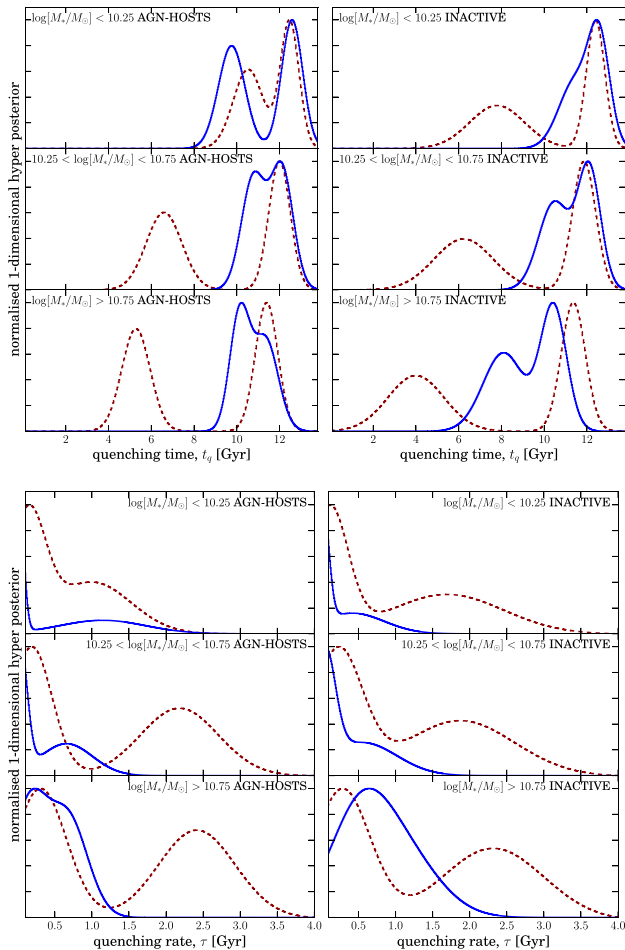 normalised 1-dimensional hyper posterior
log[M*/M⊙] < 10.25 AGN-HOSTS
log[M*/M⊙] < 10.25 INACTIVE
10.25 < log[M*/M⊙] < 10.75 AGN-HOSTS
10.25 < log[M*/M⊙] < 10.75 INACTIVE
log[M*/M⊙] > 10.75 AGN-HOSTS
log[M*/M⊙] > 10.75 INACTIVE
2 4 6 8 10 12
2 4 6 8 10 12
quenching time, tq [Gyr]
quenching time, tq [Gyr]
normalised 1-dimensional hyper posterior
log[M*/M⊙] < 10.25 AGN-HOSTS
log[M*/M⊙] < 10.25 INACTIVE
10.25 < log[M*/M⊙] < 10.75 AGN-HOSTS
10.25 < log[M*/M⊙] < 10.75 INACTIVE
log[M*/M⊙] > 10.75 AGN-HOSTS
log[M*/M⊙] > 10.75 INACTIVE
0.5 1.0 1.5 2.0 2.5 3.0 3.5 4.0
0.5 1.0 1.5 2.0 2.5 3.0 3.5 4.0
quenching rate, τ [Gyr]
quenching rate, τ [Gyr]